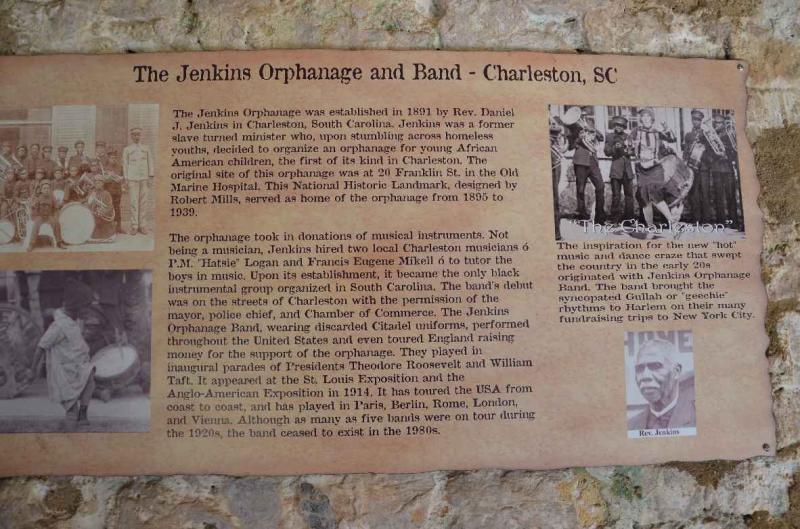 The Jenkins Orphanage and Band - Charleston, SC
The Jenkins Orphanage was established in 1891 by Rev. Daniel
J. Jenkins in Charleston, South Carolina. Jenkins was a former
slave turned minister who, upon stumbling across homeless
youths, decided to organize an orphanage for young African
American children, the first of its kind in Charleston. The
original site of this orphanage was at 20 Franklin St. in the Old
Marine Hospital. This National Historic Landmark, designed by
Robert Mills, served as home of the orphanage from 1895 to
1939.
The orphanage took in donations of musical instruments. Not
being a musician, Jenkins hired two local Charleston musicians ó
P.M. "Hatsie" Logan and Francis Eugene Mikell ó to tutor the
boys in music. Upon its establishment, it became the only black
instrumental group organized in South Carolina. The band's debut
was on the streets of Charleston with the permission of the
mayor, police chief, and Chamber of Commerce. The Jenkins
Orphanage Band, wearing discarded Citadel uniforms, performed
throughout the United States and even toured England raising
money for the support of the orphanage. They played in
inaugural parades of Presidents Theodore Roosevelt and William
Taft. It appeared at the St. Louis Exposition and the
Anglo-American Exposition in 1914. It has toured the USA from
coast to coast, and has played in Paris, Berlin, Rome, London,
and Vienna. Although as many as five bands were on tour during
the 1920s, the band ceased to exist in the 1980s.
"The Charleston"
The inspiration for the new "hot"
music and dance craze that swept
the country in the early 20s
originated with Jenkins Orphanage
Band. The band brought the
syncopated Gullah or "geechie"
rhythms to Harlem on their many
fundraising trips to New York City.
HOME
Rev. Jenkins